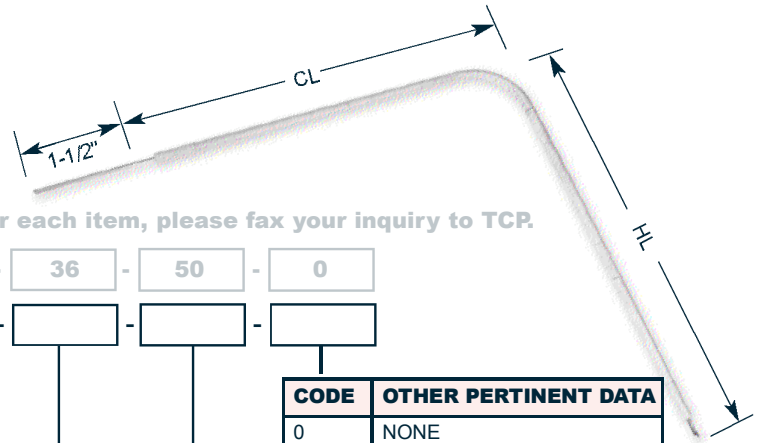 CL
1-1/2"
HL
r each item, please fax your inquiry to TCP.
- 36 - 50 - 0
- - -
CODE OTHER PERTINENT DATA
0 NONE